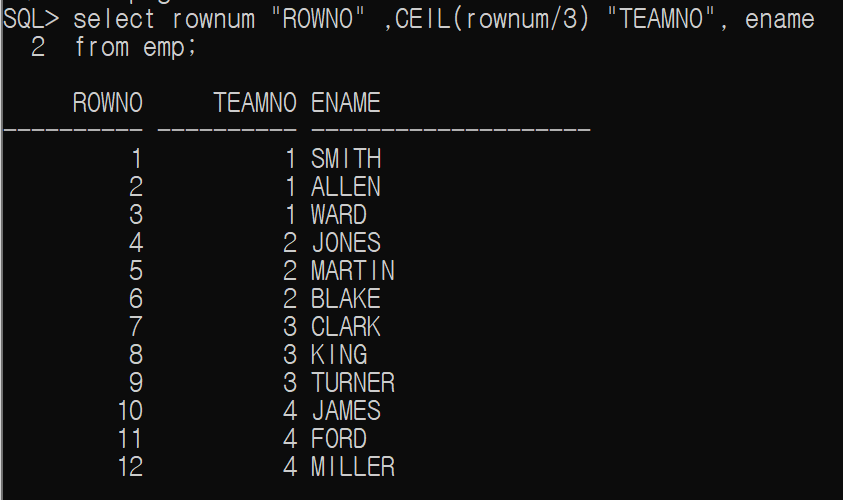 SQL> select rownum "ROWNO" ,CEIL(rownum/3) "TEAMNO", ename
  2  from emp;
     ROWNO     TEAMNO ENAME
---------- ---------- --------------------
         1          1 SMITH
         2          1 ALLEN
         3          1 WARD
         4          2 JONES
         5          2 MARTIN
         6          2 BLAKE
         7          3 CLARK
         8          3 KING
         9          3 TURNER
        10          4 JAMES
        11          4 FORD
        12          4 MILLER